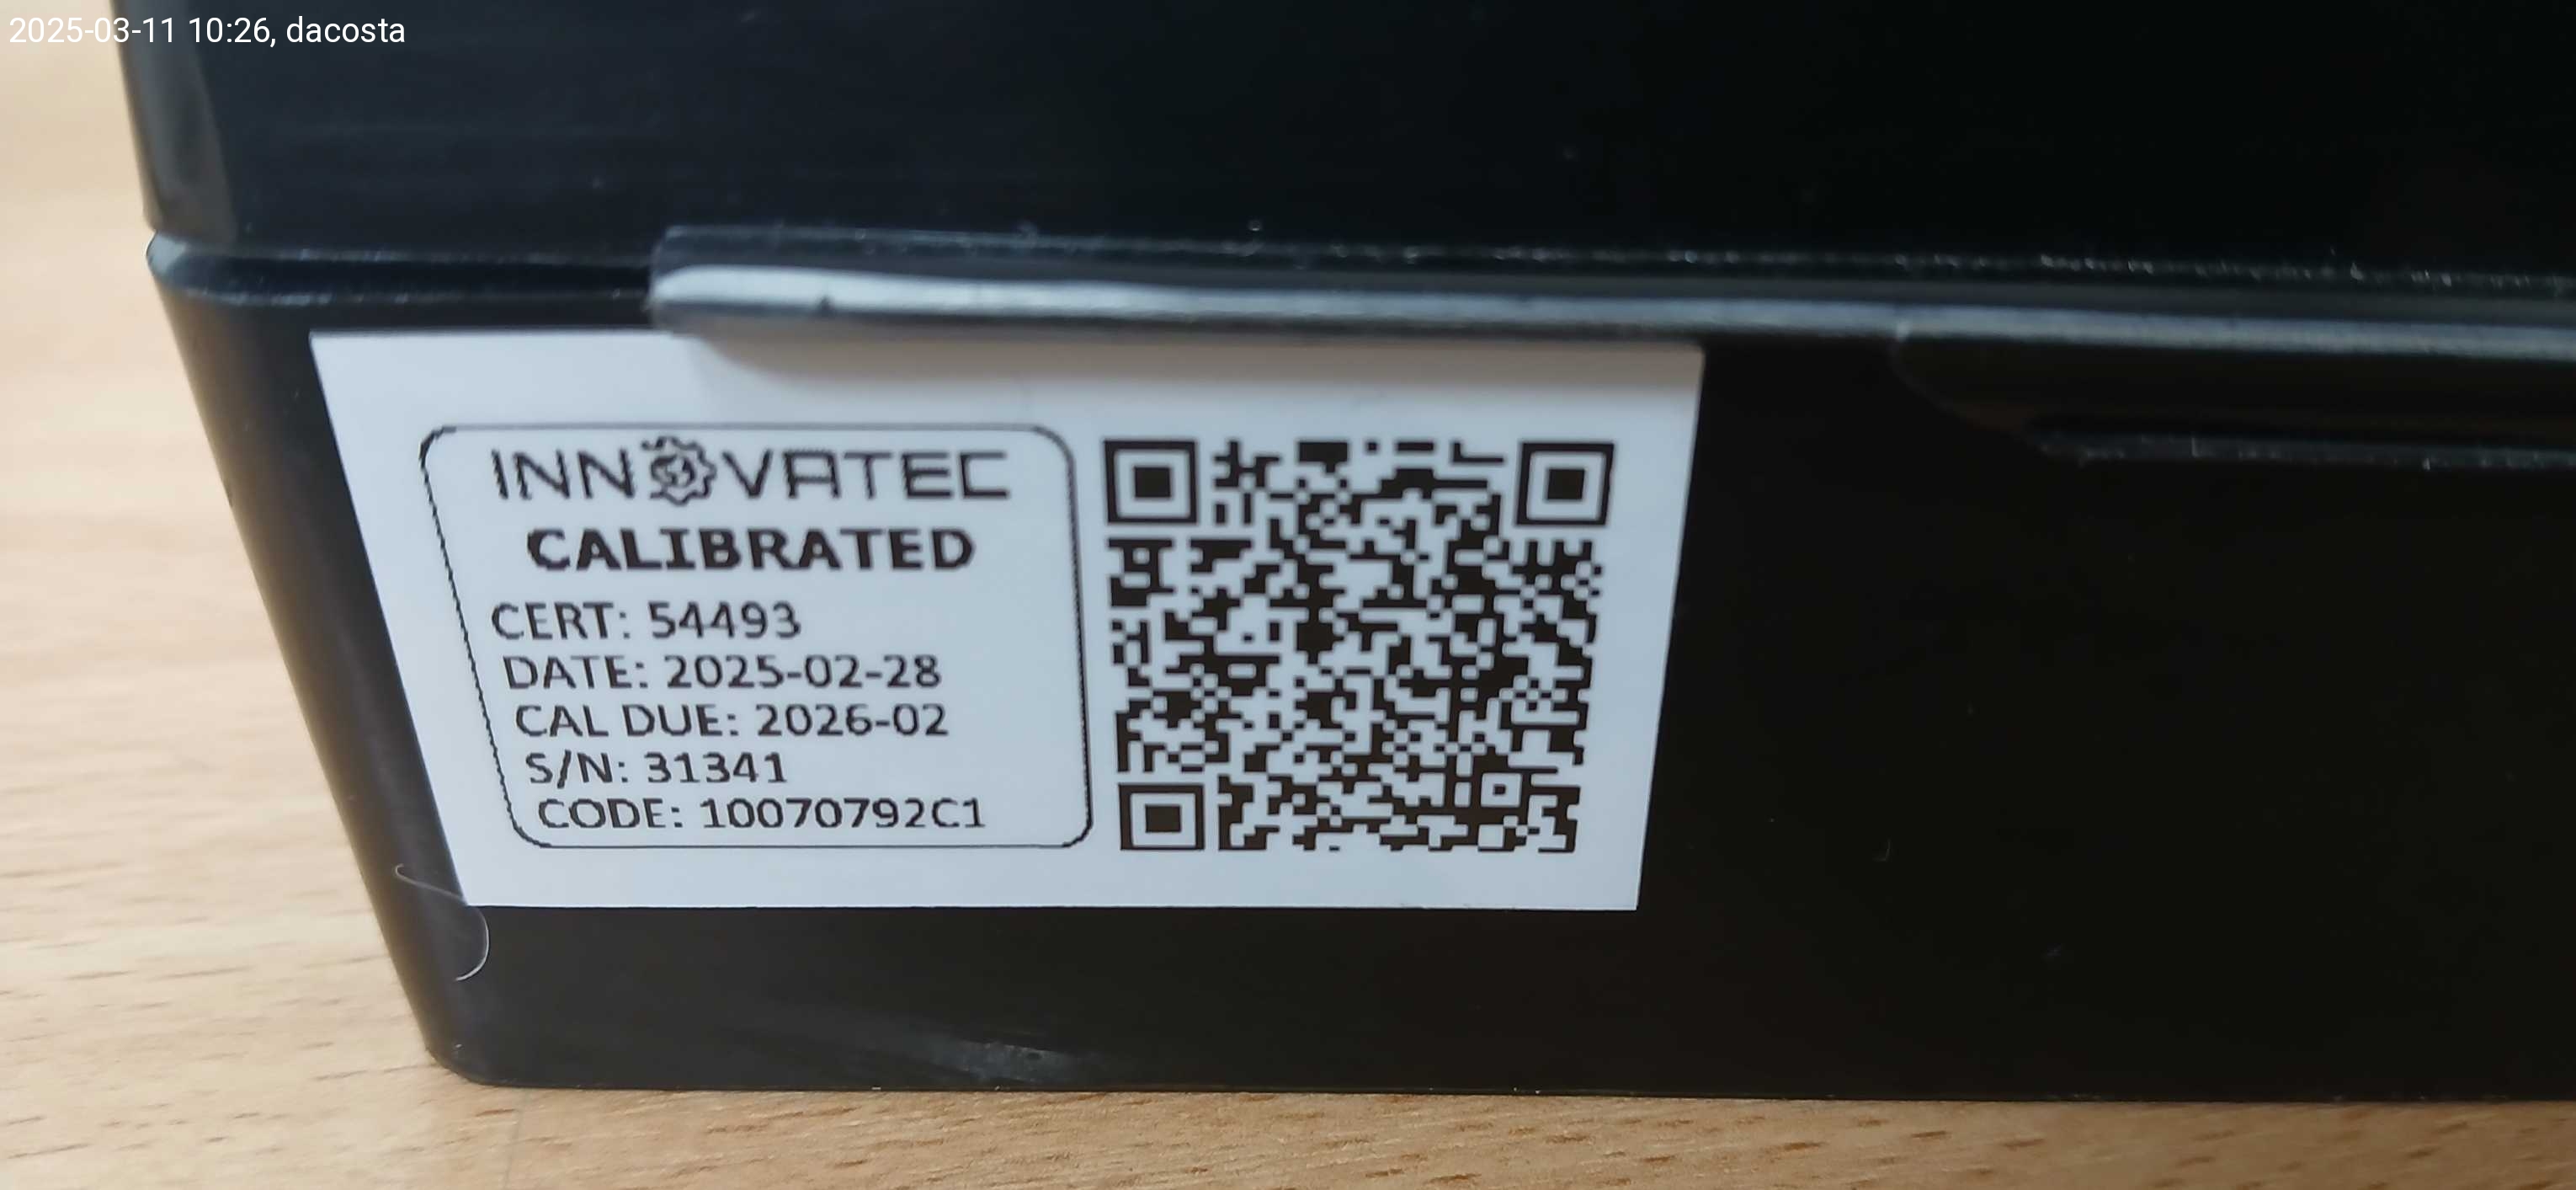 2025-03-11 10:26, dacosta
INNOVATEC
CALIBRATED
CERT: 54493
DATE: 2025-02-28
CAL DUE: 2026-02
S/N: 31341
CODE: 10070792C1